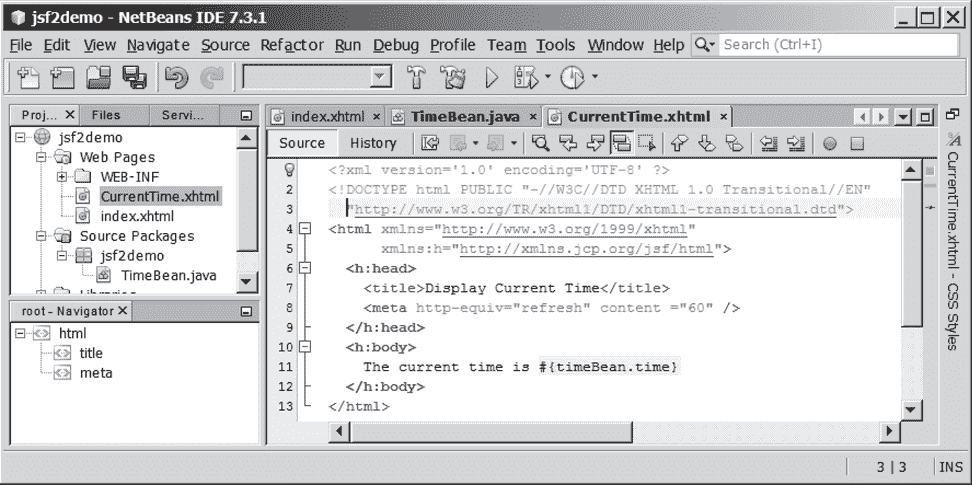 jsf2demo - NetBeans IDE 7.3.1
File Edit View Navigate Source Refactor Run Debug Profile Team Tools Window Help Search (Ctrl+I)
Proj... Files Servi...
jsf2demo
Web Pages
WEB-INF
CurrentTime.xhtml
index.xhtml
Source Packages
jsf2demo
TimeBean.java
root - Navigator
html
title
meta
index.xhtml TimeBean.java CurrentTime.xhtml
Source History
<?xml version='1.0' encoding='UTF-8' ?>
2 <!DOCTYPE html PUBLIC "-//W3C//DTD XHTML 1.0 Transitional//EN"
3 "http://www.w3.org/TR/xhtml1/DTD/xhtml1-transitional.dtd">
4 <html xmlns="http://www.w3.org/1999/xhtml"
5 xmlns:h="http://xmlns.jcp.org/jsf/html">
6 <h:head>
7 <title>Display Current Time</title>
8 <meta http-equiv="refresh" content ="60" />
9 </h:head>
10 <h:body>
11 The current time is #{timeBean.time}
12 </h:body>
13 </html>
CurrentTime.xhtml - CSS Styles
3 | 3 INS